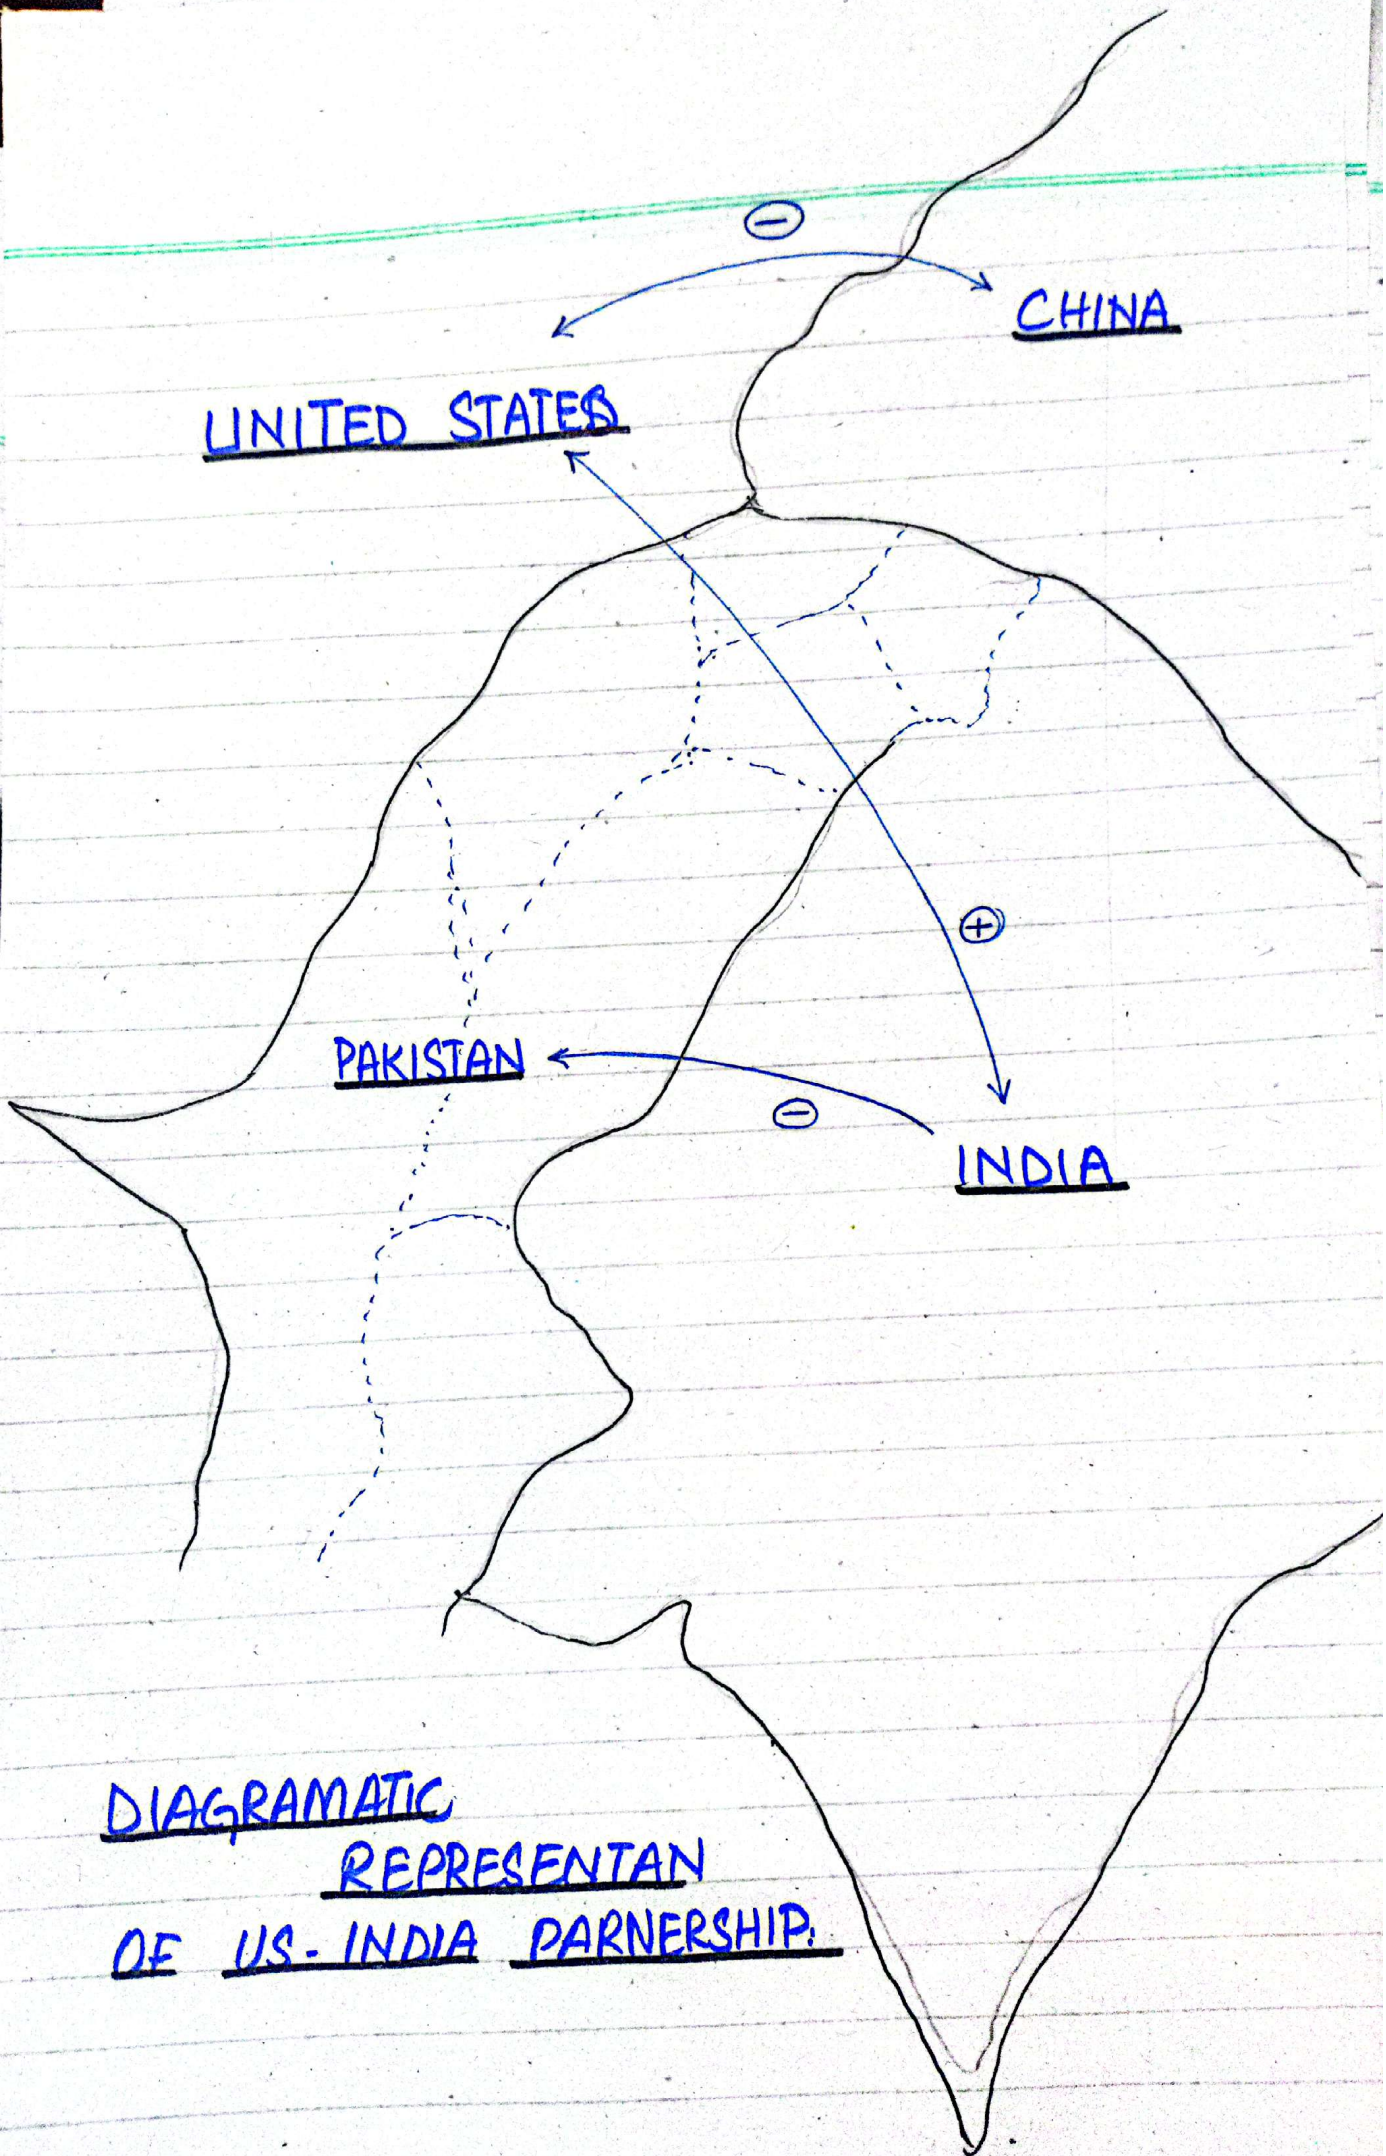 ⊖
CHINA
UNITED STATES
⊕
PAKISTAN
⊖
INDIA
DIAGRAMATIC
REPRESENTAN
OF US-INDIA PARNERSHIP.